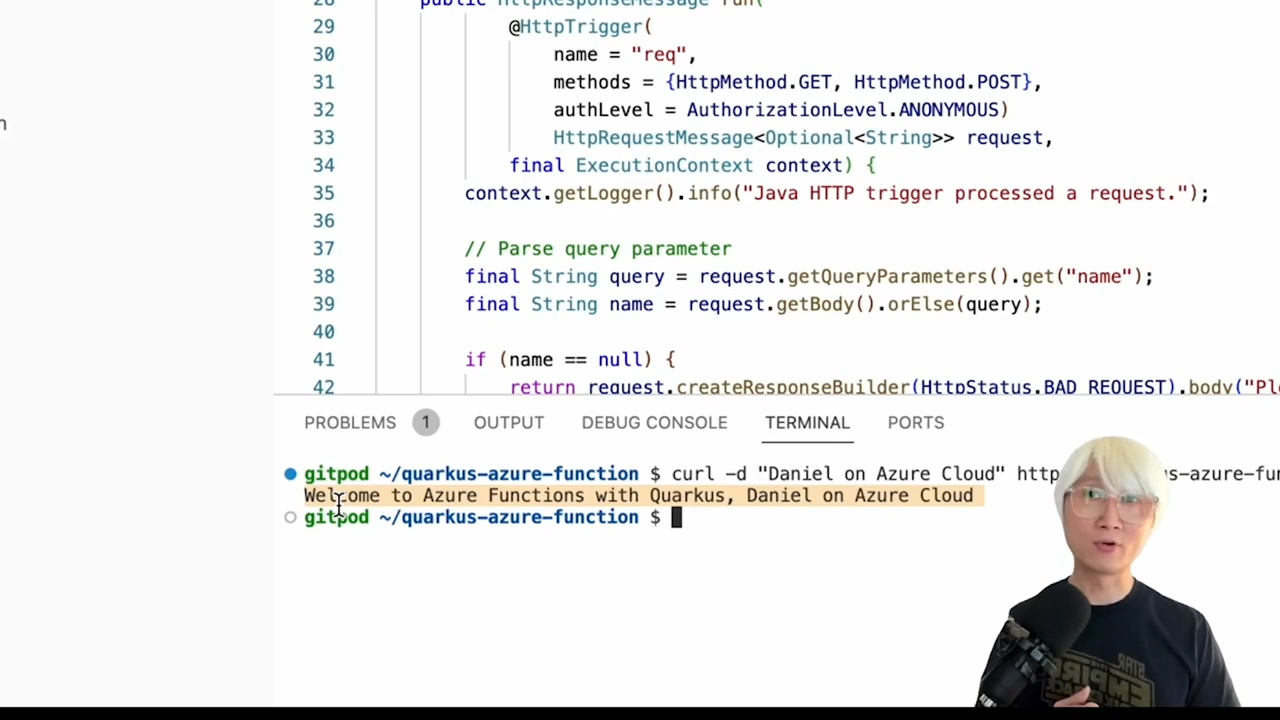 28 public HttpResponseMessage run(
29 @HttpTrigger(
30 name = "req",
31 methods = {HttpMethod.GET, HttpMethod.POST},
32 authLevel = AuthorizationLevel.ANONYMOUS)
33 HttpRequestMessage<Optional<String>> request,
34 final ExecutionContext context) {
35 context.getLogger().info("Java HTTP trigger processed a request.");
36
37 // Parse query parameter
38 final String query = request.getQueryParameters().get("name");
39 final String name = request.getBody().orElse(query);
40
41 if (name == null) {
42 return request.createResponseBuilder(HttpStatus.BAD_REQUEST).body("Pl
PROBLEMS 1 OUTPUT DEBUG CONSOLE TERMINAL PORTS
gitpod ~/quarkus-azure-function $ curl -d "Daniel on Azure Cloud" http s-azure-fun
Welcome to Azure Functions with Quarkus, Daniel on Azure Cloud
gitpod ~/quarkus-azure-function $
STAR
EMPIRE